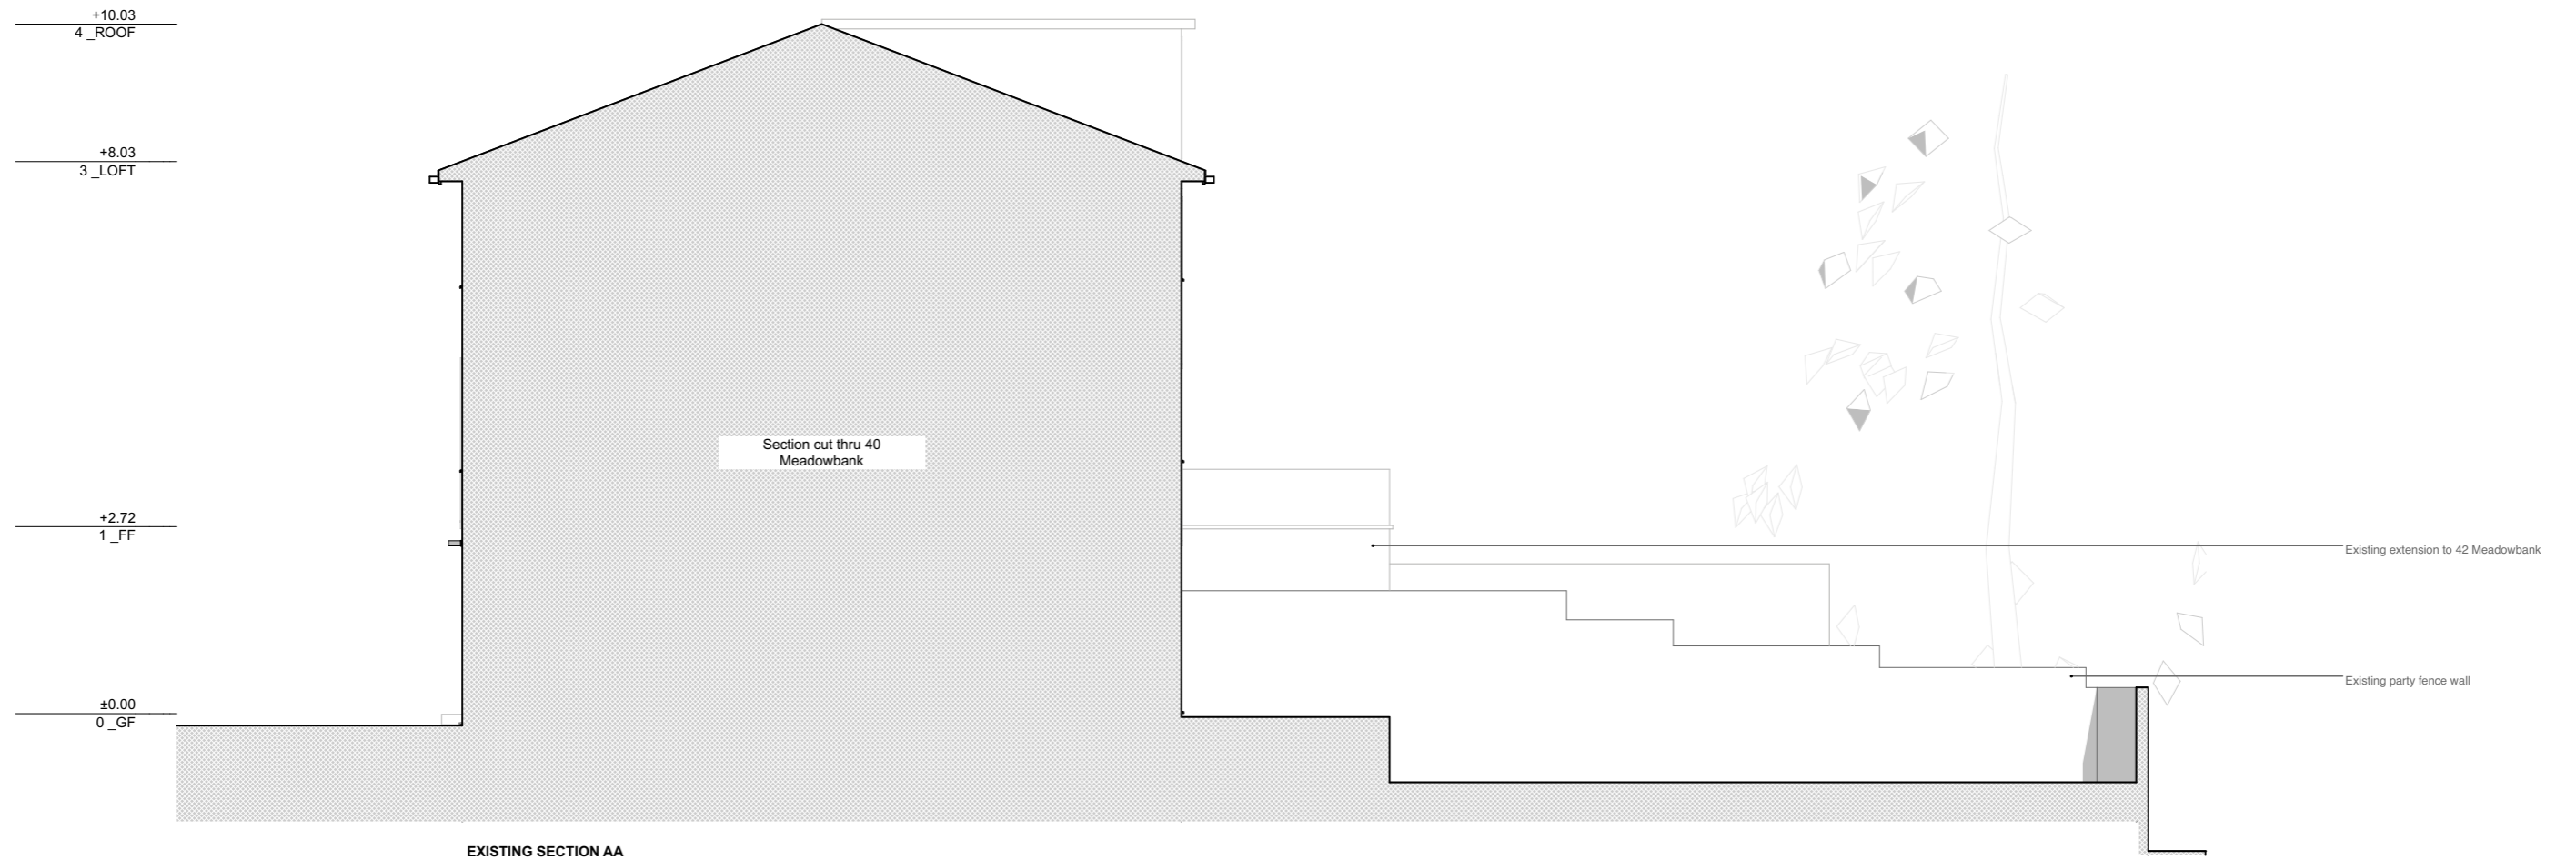 +10.03
4 _ROOF
+8.03
3 _LOFT
Section cut thru 40
Meadowbank
+2.72
1 _FF
Existing extension to 42 Meadowbank
Existing party fence wall
±0.00
0 _GF
EXISTING SECTION AA